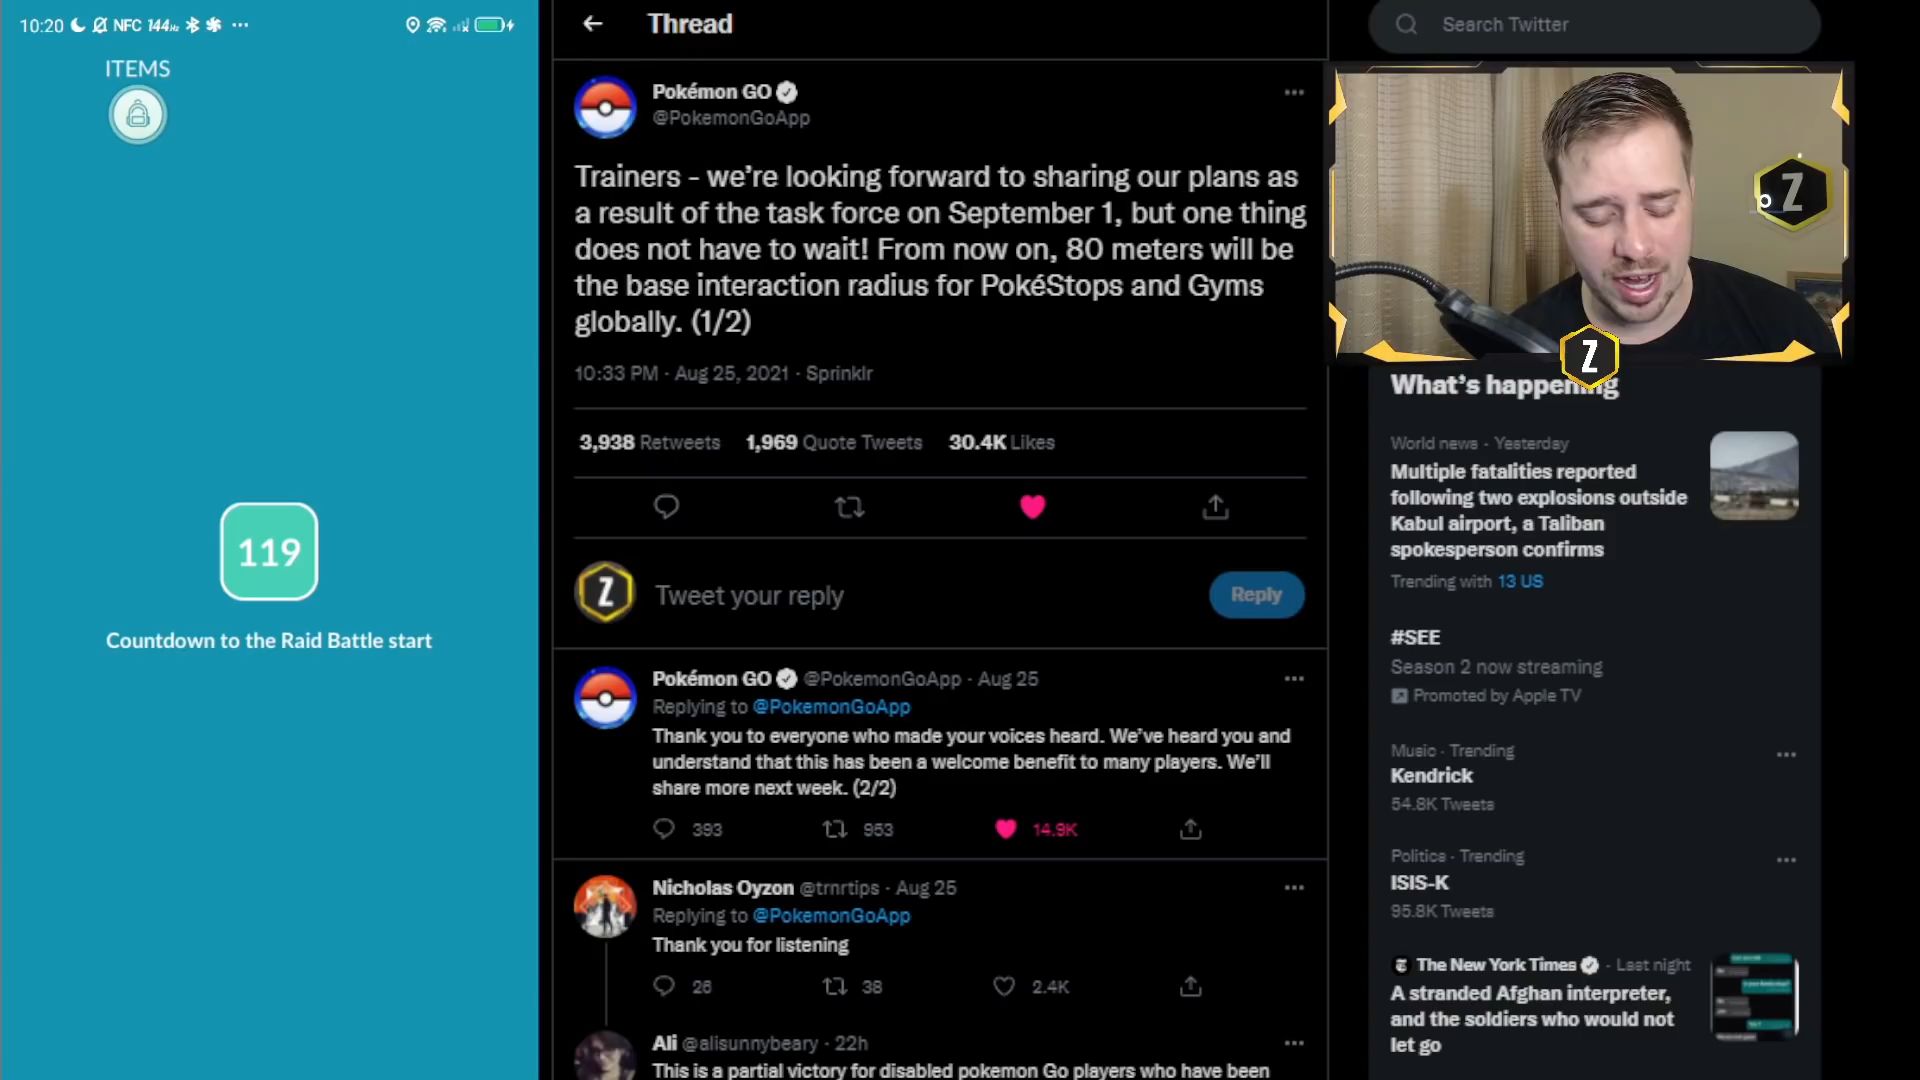 10:20 NFC 144Hz
ITEMS
119
Countdown to the Raid Battle start
Thread
Pokémon GO
@PokemonGoApp
Trainers - we're looking forward to sharing our plans as
a result of the task force on September 1, but one thing
does not have to wait! From now on, 80 meters will be
the base interaction radius for PokéStops and Gyms
globally. (1/2)
10:33 PM · Aug 25, 2021 · Sprinklr
3,938 Retweets 1,969 Quote Tweets 30.4K Likes
Z
Tweet your reply
Reply
Pokémon GO @PokemonGoApp · Aug 25
Replying to @PokemonGoApp
Thank you to everyone who made your voices heard. We've heard you and
understand that this has been a welcome benefit to many players. We'll
share more next week. (2/2)
393 953 14.9K
Nicholas Oyzon @trnrtips · Aug 25
Replying to @PokemonGoApp
Thank you for listening
26 38 2.4K
Ali @alisunnybeary · 22h
This is a partial victory for disabled pokemon Go players who have been
Search Twitter
Z
Z
What's happening
World news · Yesterday
Multiple fatalities reported
following two explosions outside
Kabul airport, a Taliban
spokesperson confirms
Trending with 13 US
#SEE
Season 2 now streaming
Promoted by Apple TV
Music · Trending
Kendrick
54.8K Tweets
Politics · Trending
ISIS-K
95.8K Tweets
The New York Times · Last night
A stranded Afghan interpreter,
and the soldiers who would not
let go